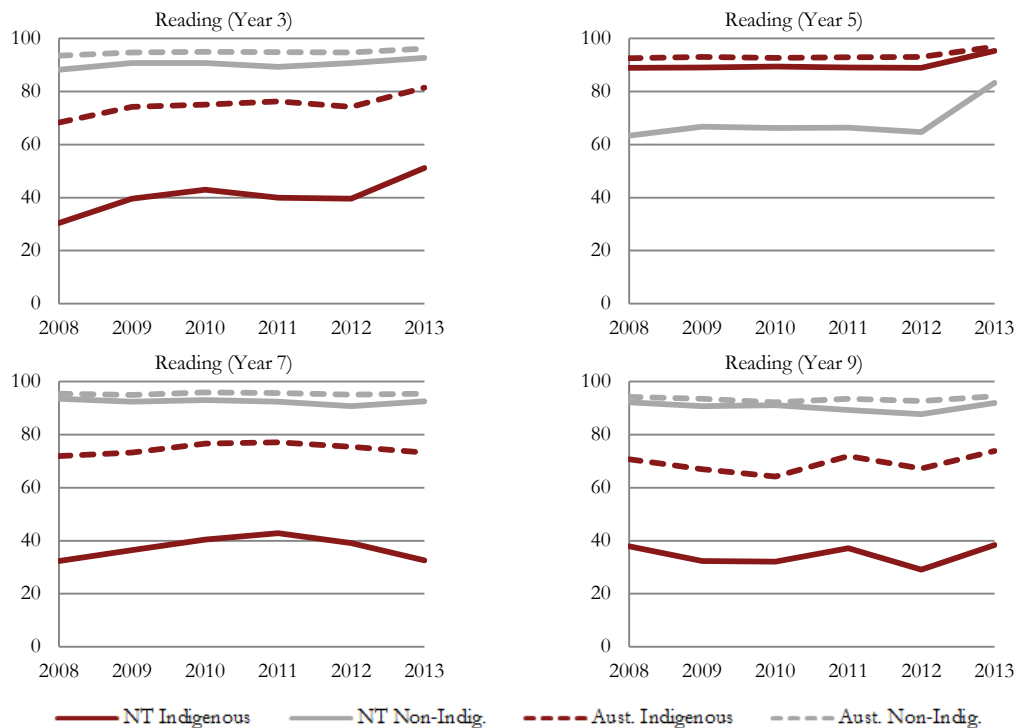 Reading (Year 3)
100
80
60
40
20
0
2008 2009 2010 2011 2012 2013
Reading (Year 5)
100
80
60
40
20
0
2008 2009 2010 2011 2012 2013
Reading (Year 7)
100
80
60
40
20
0
2008 2009 2010 2011 2012 2013
Reading (Year 9)
100
80
60
40
20
0
2008 2009 2010 2011 2012 2013
NT Indigenous NT Non-Indig. Aust. Indigenous Aust. Non-Indig.